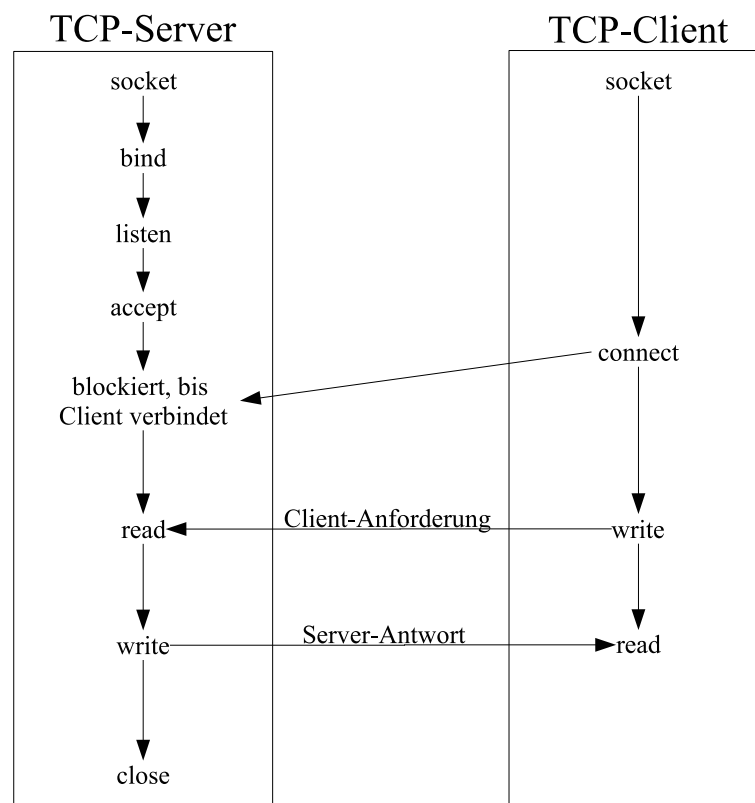 TCP-Server
socket
bind
listen
accept
blockiert, bis
Client verbindet
read
write
close
TCP-Client
socket
connect
write
read
Client-Anforderung
Server-Antwort